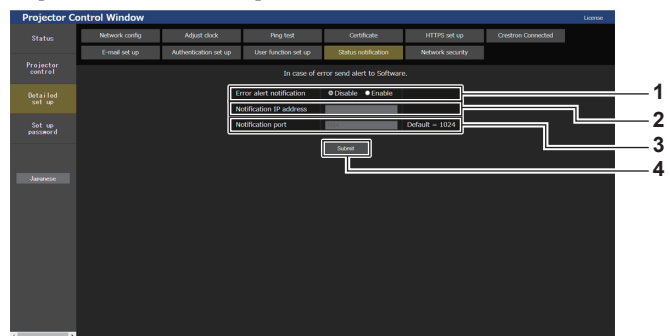 Projector Control Window
License
Status
Network config
Adjust clock
Ping test
Certificate
HTTPS set up
Crestron Connected
E-mail set up
Authentication set up
User function set up
Status notification
Network security
Projector
control
Detailed
set up
Set up
password
Japanese
In case of error send alert to Software.
Error alert notification
Disable
Enable
Notification IP address
Notification port
Default = 1024
Submit
1
2
3
4